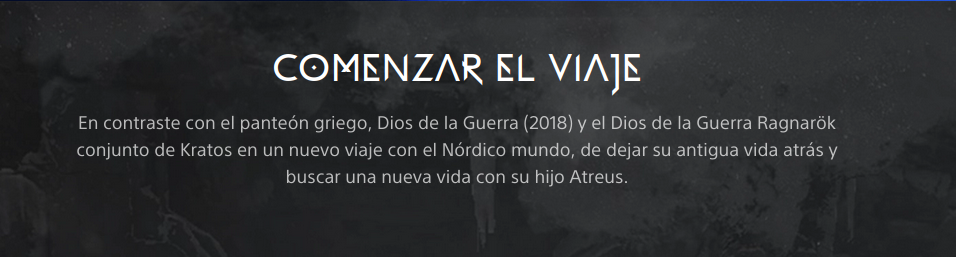 COMENZAR EL VIAJE
En contraste con el panteón griego, Dios de la Guerra (2018) y el Dios de la Guerra Ragnarök
conjunto de Kratos en un nuevo viaje con el Nórdico mundo, de dejar su antigua vida atrás y
buscar una nueva vida con su hijo Atreus.